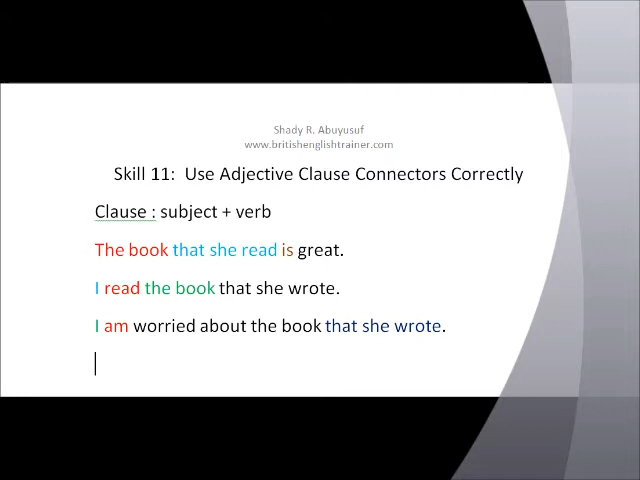 Shady R. Abuyusuf
www.britishenglishtrainer.com
Skill 11:  Use Adjective Clause Connectors Correctly
Clause : subject + verb
The book that she read is great.
I read the book that she wrote.
I am worried about the book that she wrote.